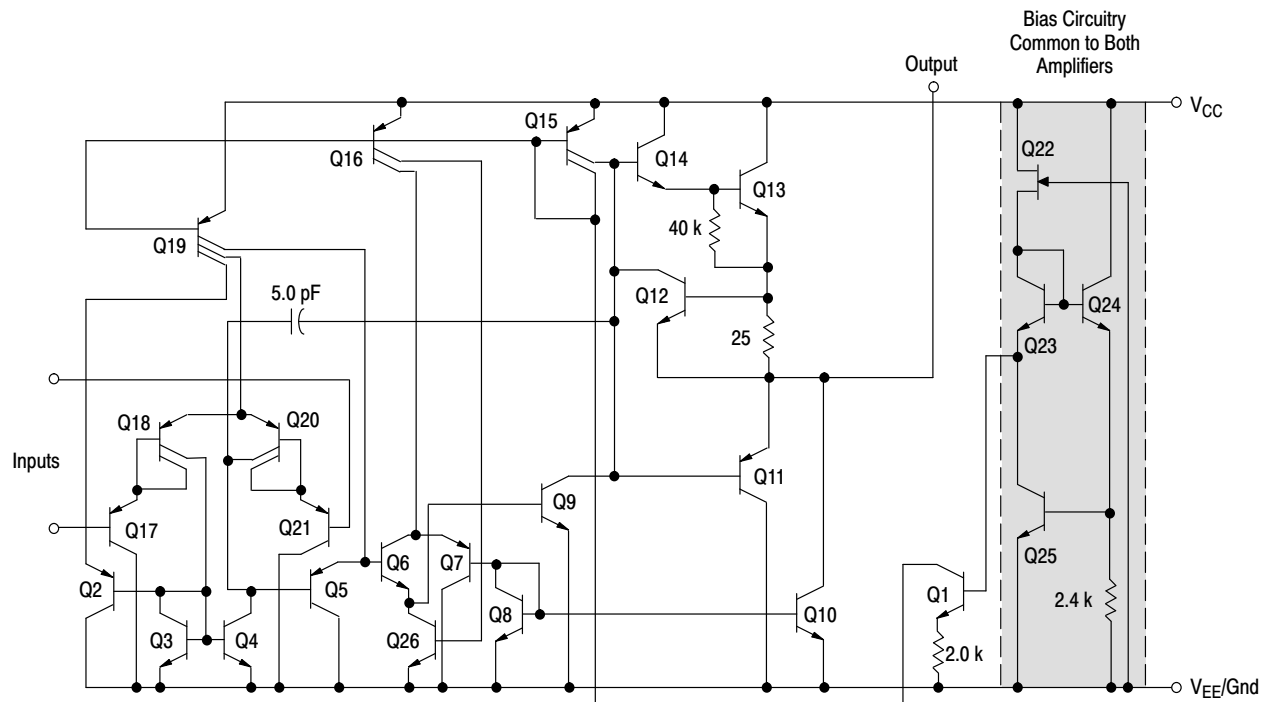 Bias Circuitry
Common to Both
Amplifiers
Output
VCC
Q15
Q22
Q16
Q14
Q13
Q19
40 k
Q12
Q24
5.0 pF
25
Q23
Q18
Q20
Inputs
Q11
Q9
Q17
Q21
Q25
Q6
Q7
Q2
Q5
Q1
Q8
2.4 k
Q3
Q4
Q26
Q10
2.0 k
VEE/Gnd